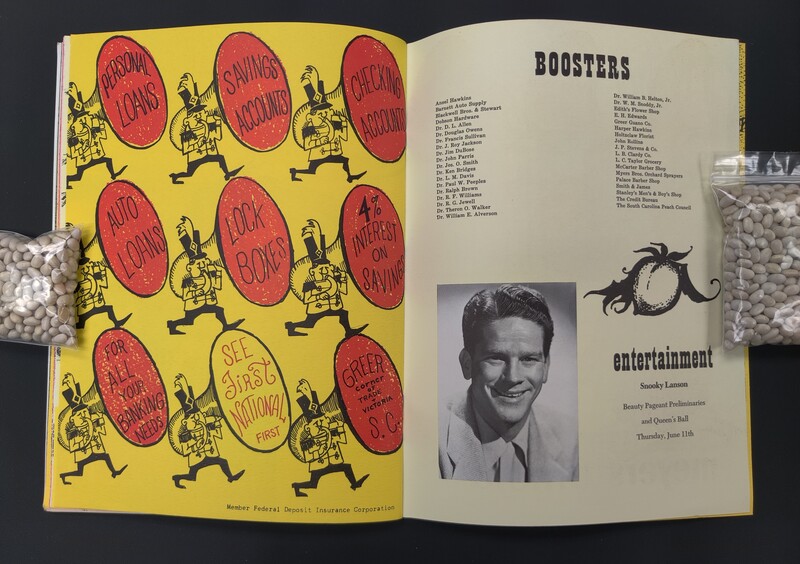 PERSONAL
LOANS
SAVINGS
ACCOUNTS
CHECKING
ACCOUNTS
AUTO
LOANS
LOCK
BOXES
4%
INTEREST
ON
SAVINGS
FOR
ALL
YOUR
BANKING
NEEDS
SEE
First
NATIONAL
FIRST
GREER
corner
of
TRADE
&
VICTORIA
S.C.
Member Federal Deposit Insurance Corporation
BOOSTERS
Ansel Hawkins
Barnett Auto Supply
Blackwell Bros. & Stewart
Dobson Hardware
Dr. D. L. Allen
Dr. Douglas Owens
Dr. Francis Sullivan
Dr. J. Roy Jackson
Dr. Jim DuBose
Dr. John Parris
Dr. Jos. O. Smith
Dr. Ken Bridges
Dr. L. M. Davis
Dr. Paul W. Peeples
Dr. Ralph Brown
Dr. R. P. Williams
Dr. R. G. Jewell
Dr. Theron O. Walker
Dr. William E. Alverson
Dr. William B. Holton, Jr.
Dr. W. M.
Edith's Flower Shop
E. H. Edwards
Greer Guano Co.
Harper Hawkins
Holtzclaw Florist
John Rollins
J. P. Stevens & Co.
L. B. Clardy Co.
L. C. Taylor Grocery
McCarter Barber Shop
Myers Bros. Orchard Sprayers
Palace Barber Shop
Smith & James
Stanley's Men's & Boy's Shop
The Credit Bureau
The South Carolina Peach Council
entertainment
Snooky Lanson
Beauty Pageant Preliminaries
and Queen's Ball
Thursday, June 11th